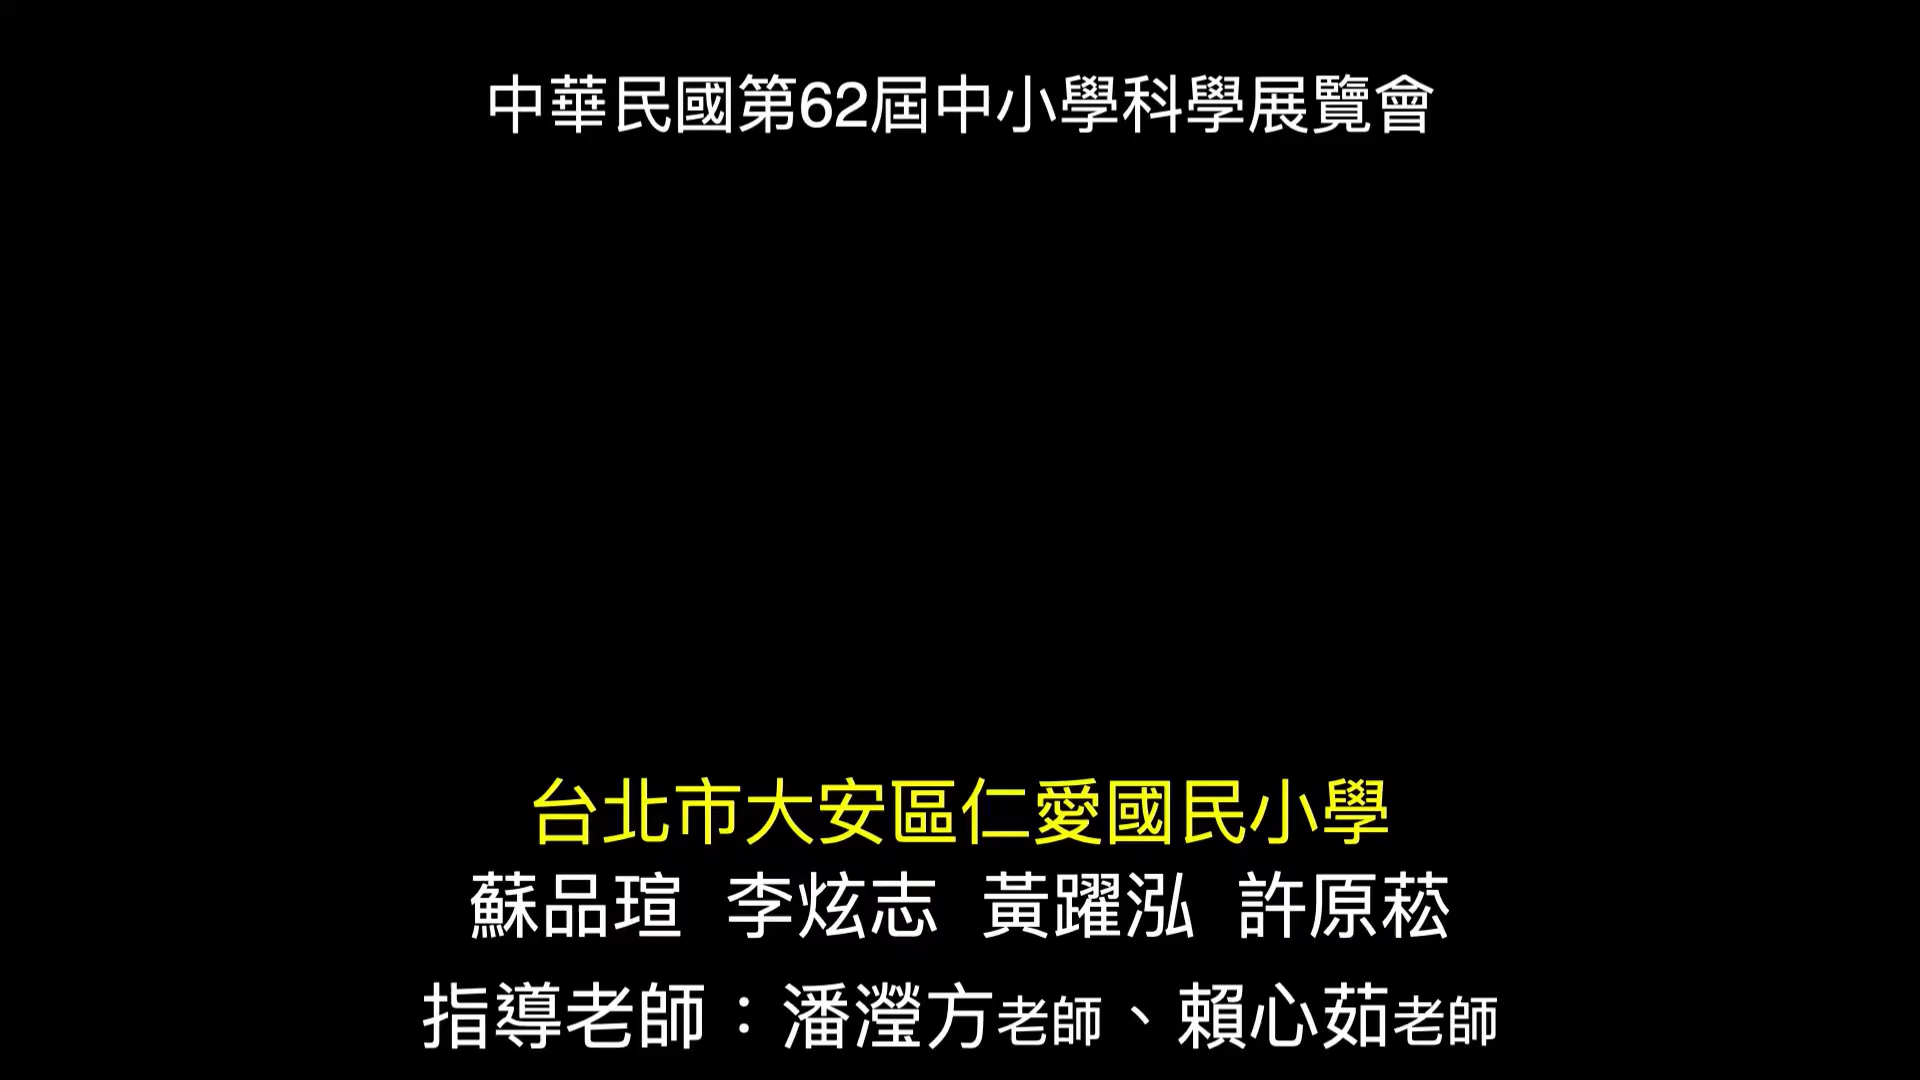 中華民國第62屆中小學科學展覽會
台北市大安區仁愛國民小學
蘇品瑄 李炫志 黃躍泓 許原菘
指導老師：潘瀅方老師、賴心茹老師